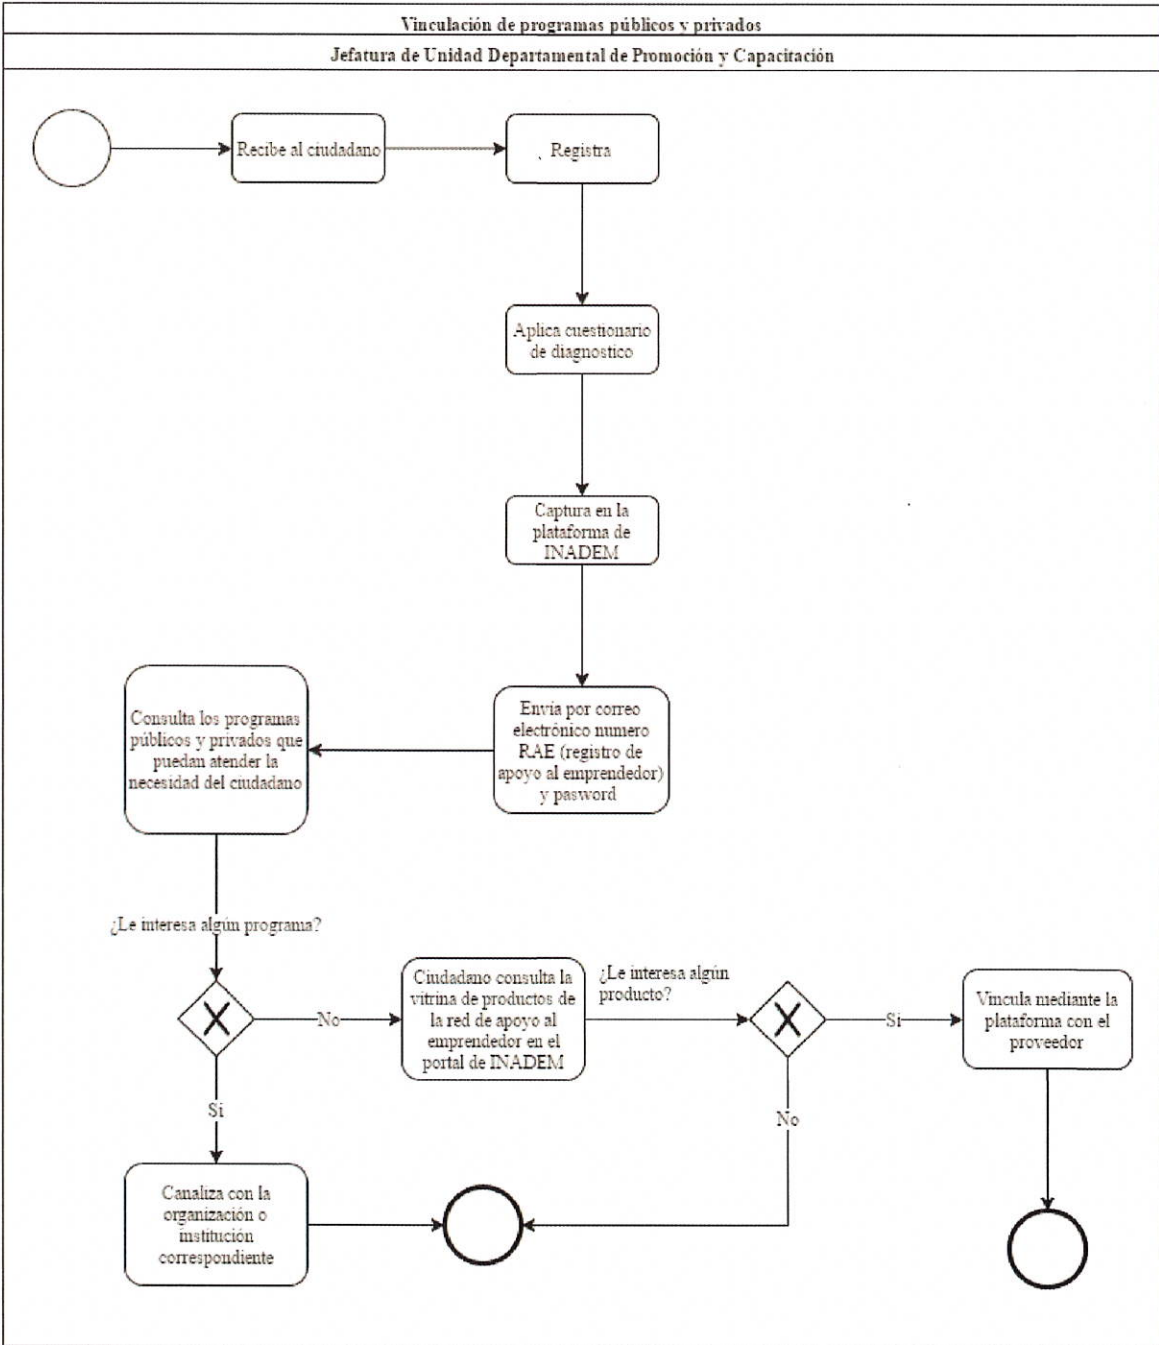 Vinculación de programas públicos y privados
Jefatura de Unidad Departamental de Promoción y Capacitación
Recibe al ciudadano
Registra
Aplica cuestionario
de diagnostico
Captura en la
plataforma de
INADEM
Envia por correo
electrónico numero
RAE (registro de
apoyo al emprendedor)
y pasword
Consulta los programas
públicos y privados que
puedan atender la
necesidad del ciudadano
¿Le interesa algún programa?
No
Ciudadano consulta la
vitrina de productos de
la red de apoyo al
emprendedor en el
portal de INADEM
¿Le interesa algún
producto?
Si
Vincula mediante la
plataforma con el
proveedor
Si
No
Canaliza con la
organización o
institución
correspondiente